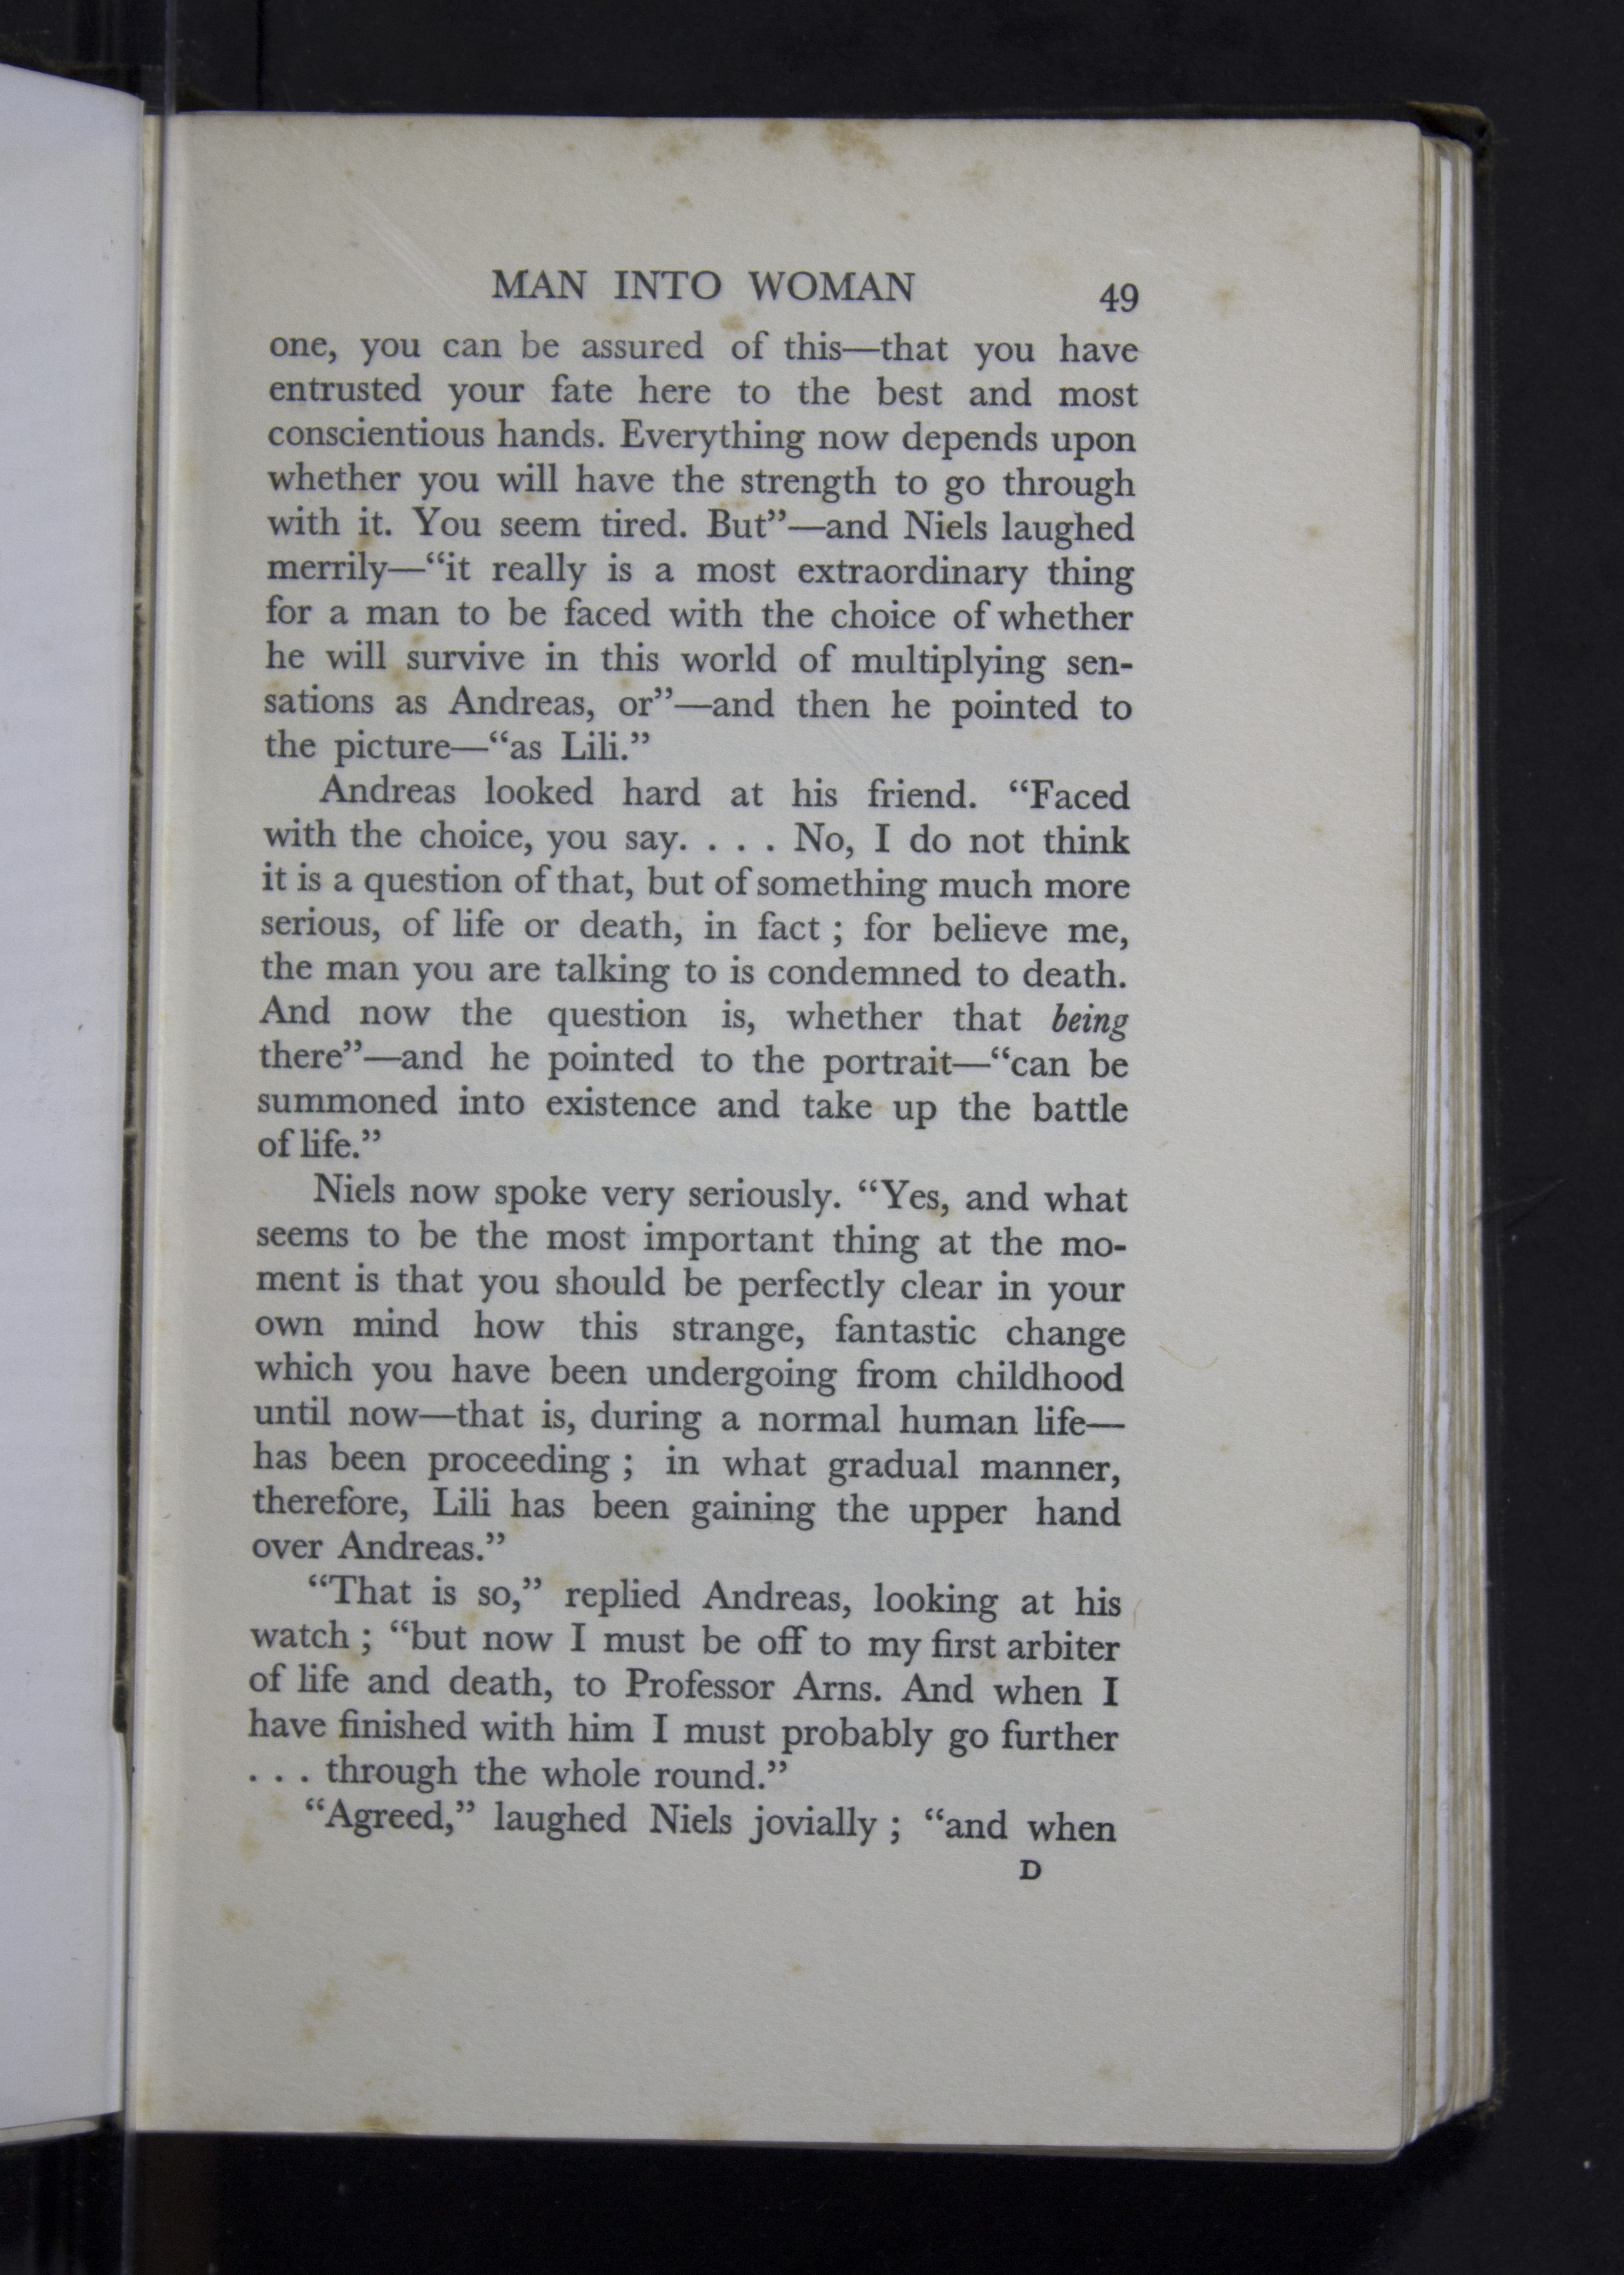 MAN INTO WOMAN 49
one, you can be assured of this—that you have
entrusted your fate here to the best and most
conscientious hands. Everything now depends upon
whether you will have the strength to go through
with it. You seem tired. But”—and Niels laughed
merrily—“it really is a most extraordinary thing
for a man to be faced with the choice of whether
he will survive in this world of multiplying sen-
sations as Andreas, or”—and then he pointed to
the picture—“as Lili.”
Andreas looked hard at his friend. “Faced
with the choice, you say. . . . No, I do not think
it is a question of that, but of something much more
serious, of life or death, in fact ; for believe me,
the man you are talking to is condemned to death.
And now the question is, whether that being
there”—and he pointed to the portrait—“can be
summoned into existence and take up the battle
of life.”
Niels now spoke very seriously. “Yes, and what
seems to be the most important thing at the mo-
ment is that you should be perfectly clear in your
own mind how this strange, fantastic change
which you have been undergoing from childhood
until now—that is, during a normal human life—
has been proceeding ; in what gradual manner,
therefore, Lili has been gaining the upper hand
over Andreas.”
“That is so,” replied Andreas, looking at his
watch ; “but now I must be off to my first arbiter
of life and death, to Professor Arns. And when I
have finished with him I must probably go further
. . . through the whole round.”
“Agreed,” laughed Niels jovially ; “and when
D